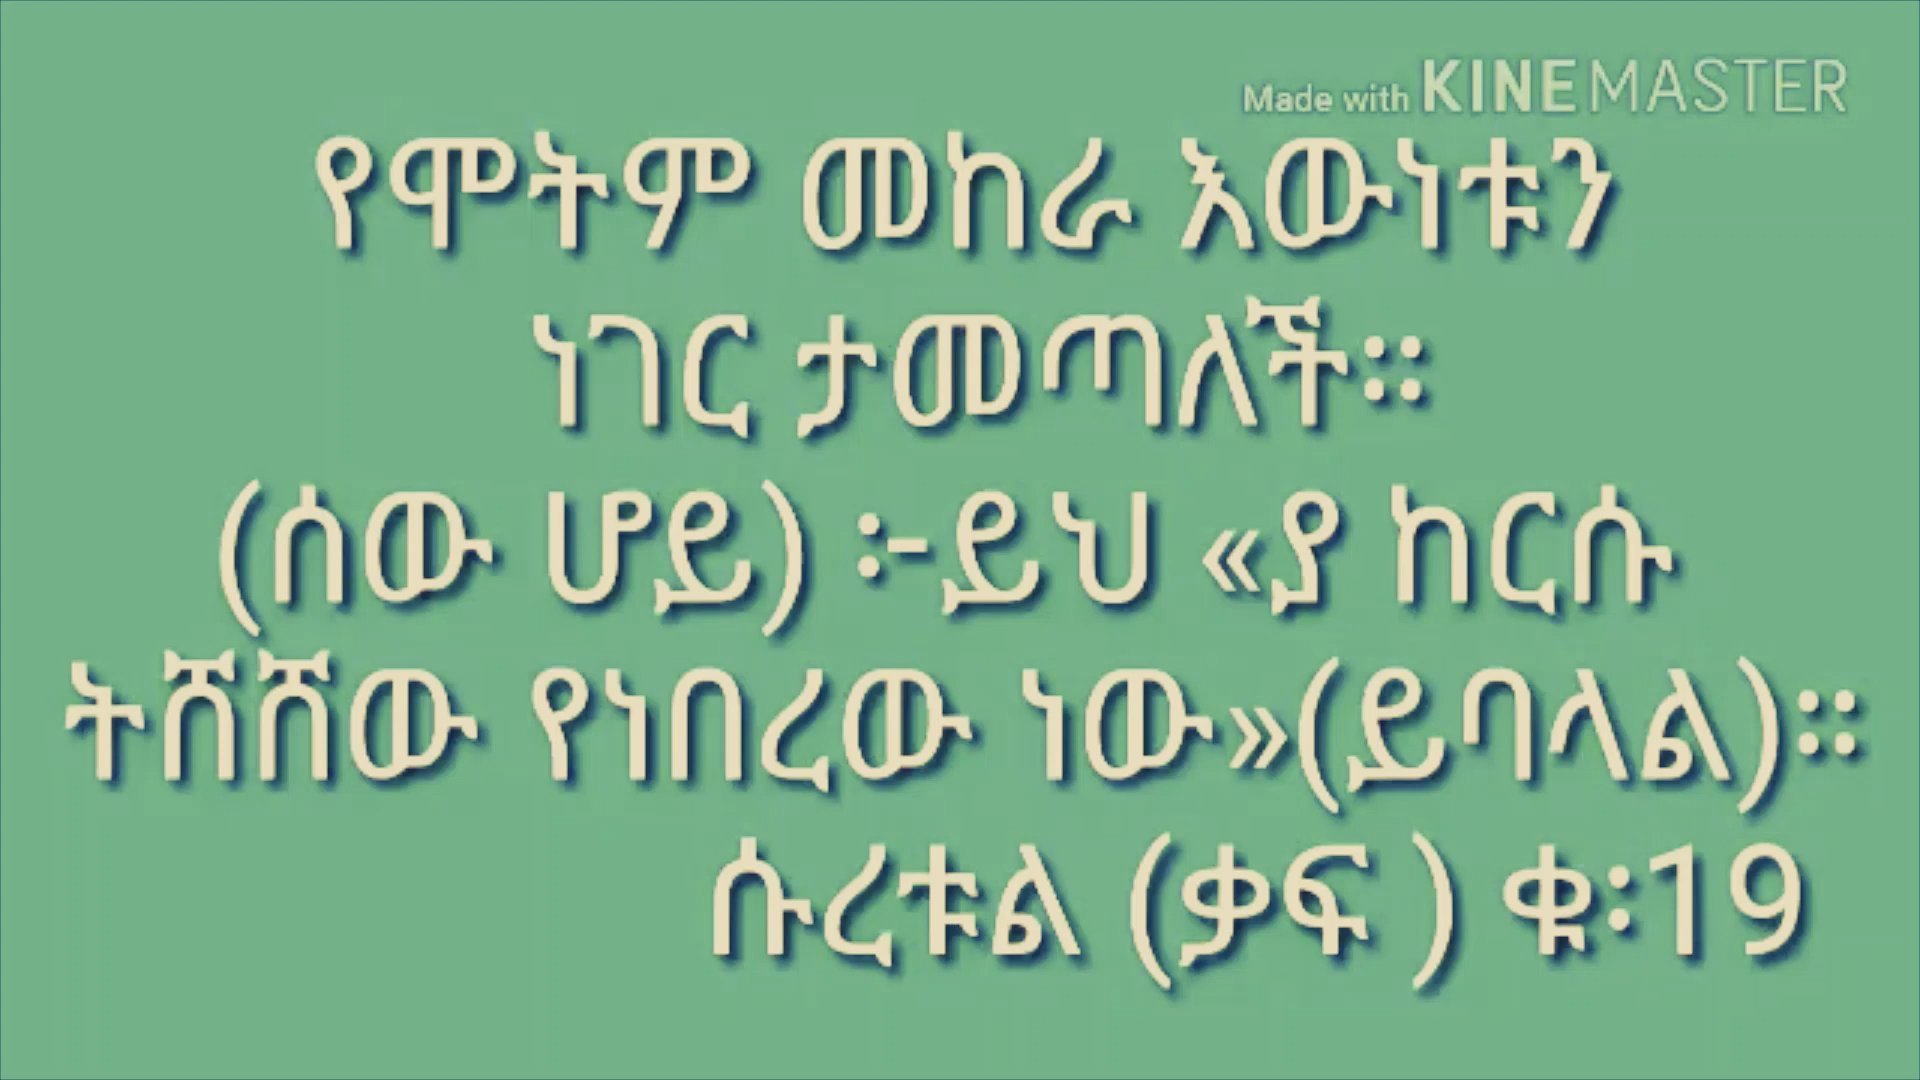 Made with KINEMASTER
የሞትም መከራ እውነቱን
ነገር ታመጣለች።
(ሰው ሆይ) ፦ይህ «ያ ከርሱ
ትሸሸው የነበረው ነው»(ይባላል)።
ሱረቱል (ቃፍ ) ቁ፡19